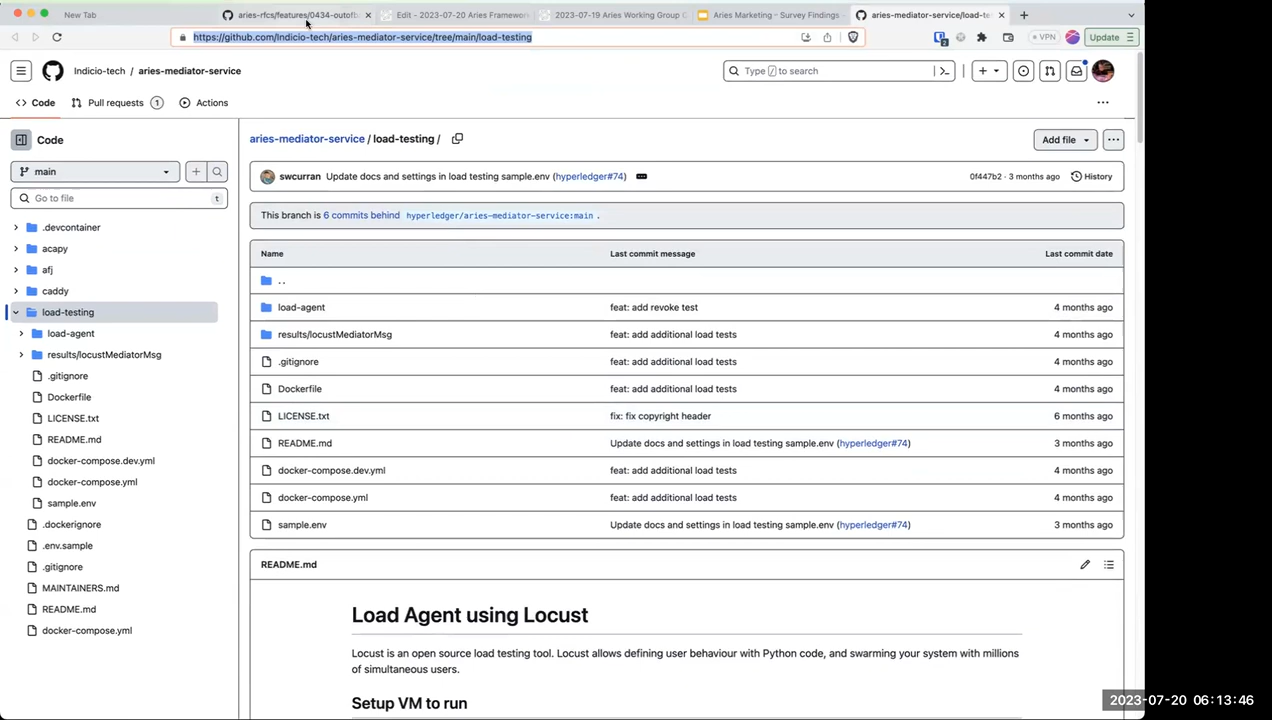 New Tab
aries-rfcs/features/0434-outofb
Edit - 2023-07-20 Aries Framewor
2023-07-19 Aries Working Group
Aries Marketing - Survey Findings
aries-mediator-service/load-te
https://github.com/Indicio-tech/aries-mediator-service/tree/main/load-testing
VPN
Update
Indicio-tech / aries-mediator-service
Type / to search
Code
Pull requests 1
Actions
Code
aries-mediator-service / load-testing /
Add file
main
swcurran Update docs and settings in load testing sample.env (hyperledger#74)
0f447b2 · 3 months ago
History
Go to file t
This branch is 6 commits behind hyperledger/aries-mediator-service:main .
.devcontainer
acapy
afj
caddy
load-testing
load-agent
results/locustMediatorMsg
.gitignore
Dockerfile
LICENSE.txt
README.md
docker-compose.dev.yml
docker-compose.yml
sample.env
.dockerignore
.env.sample
.gitignore
MAINTAINERS.md
README.md
docker-compose.yml
Name Last commit message Last commit date
..
load-agent feat: add revoke test 4 months ago
results/locustMediatorMsg feat: add additional load tests 4 months ago
.gitignore feat: add additional load tests 4 months ago
Dockerfile feat: add additional load tests 4 months ago
LICENSE.txt fix: fix copyright header 6 months ago
README.md Update docs and settings in load testing sample.env (hyperledger#74) 3 months ago
docker-compose.dev.yml feat: add additional load tests 4 months ago
docker-compose.yml feat: add additional load tests 4 months ago
sample.env Update docs and settings in load testing sample.env (hyperledger#74) 3 months ago
README.md
Load Agent using Locust
Locust is an open source load testing tool. Locust allows defining user behaviour with Python code, and swarming your system with millions
of simultaneous users.
Setup VM to run
2023-07-20 06:13:46